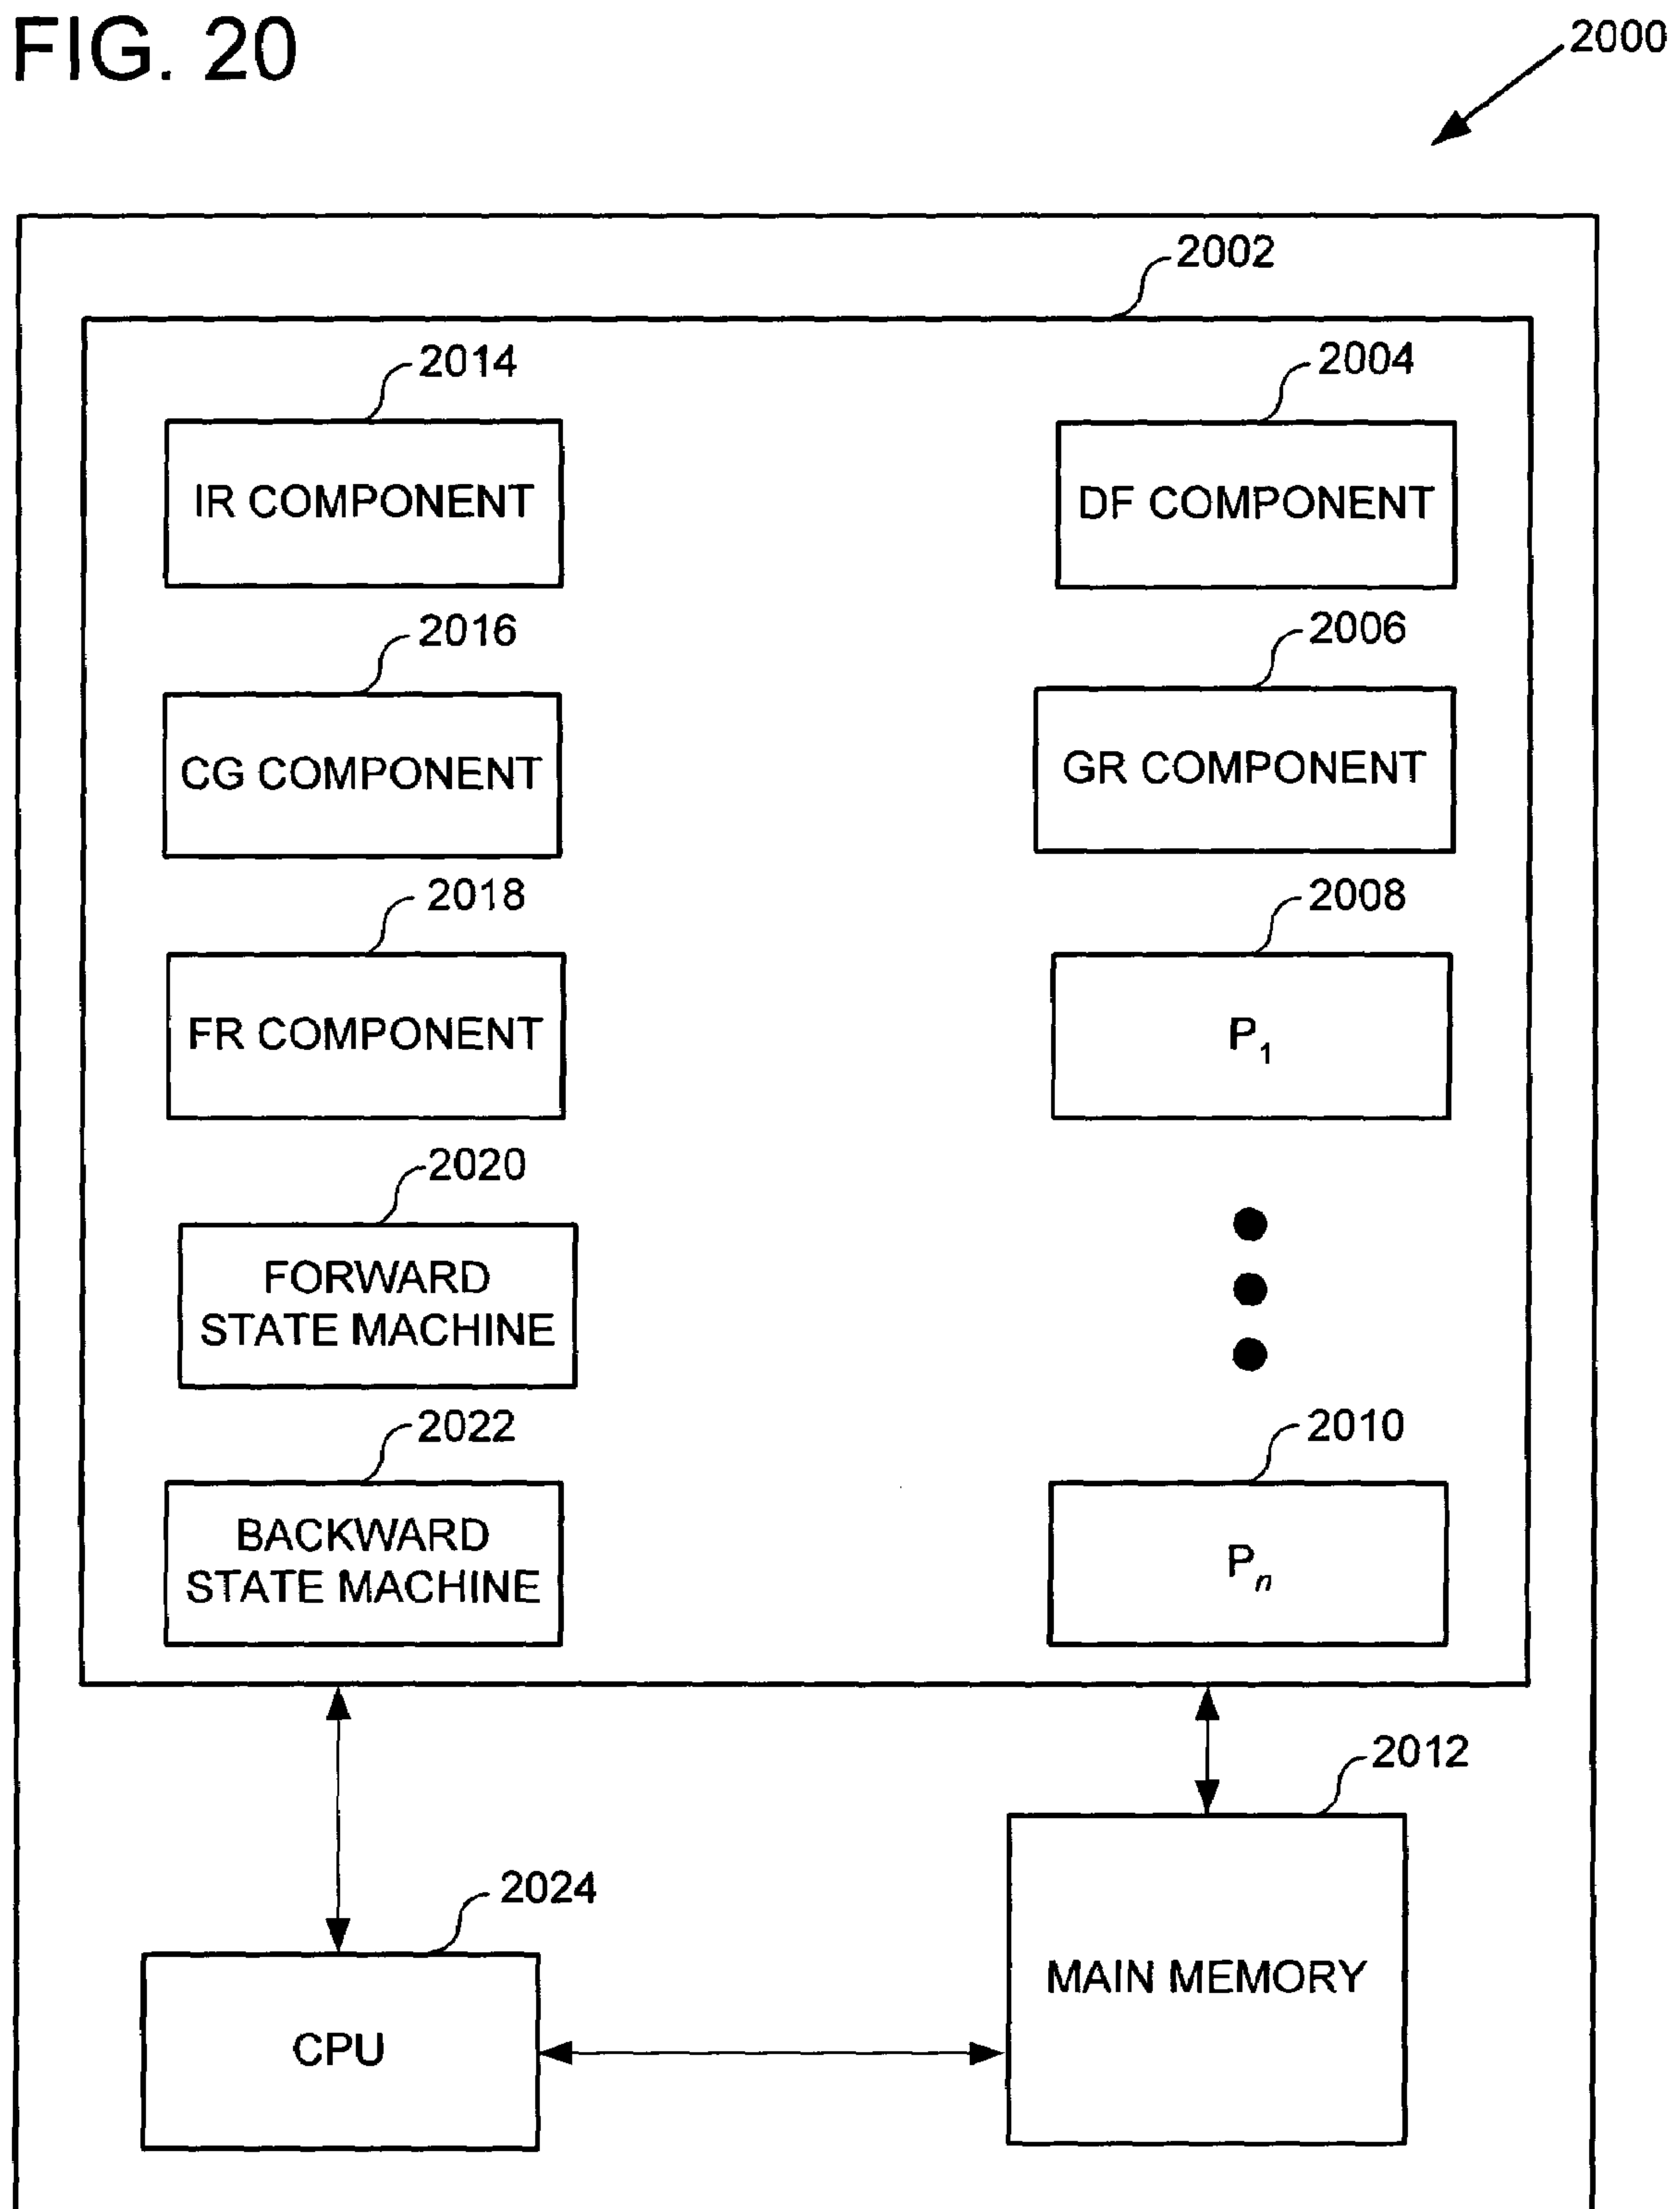 FIG. 20
2000
2002
2014
IR COMPONENT
2004
DF COMPONENT
2016
CG COMPONENT
2006
GR COMPONENT
2018
FR COMPONENT
2008
P1
2020
FORWARD
STATE MACHINE
2022
BACKWARD
STATE MACHINE
2010
Pn
2012
MAIN MEMORY
2024
CPU